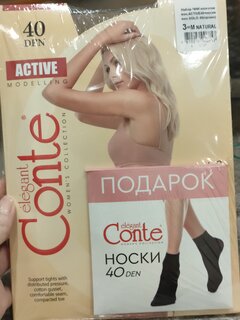 40
DEN
ACTIVE
MODELLING
elegant
Conte
WOMEN'S COLLECTION
3-M NATURAL
ПОДАРОК
elegant
Conte
НОСКИ
40 DEN
Support tights with
distributed pressure,
cotton gusset,
comfortable seam,
compacted toe